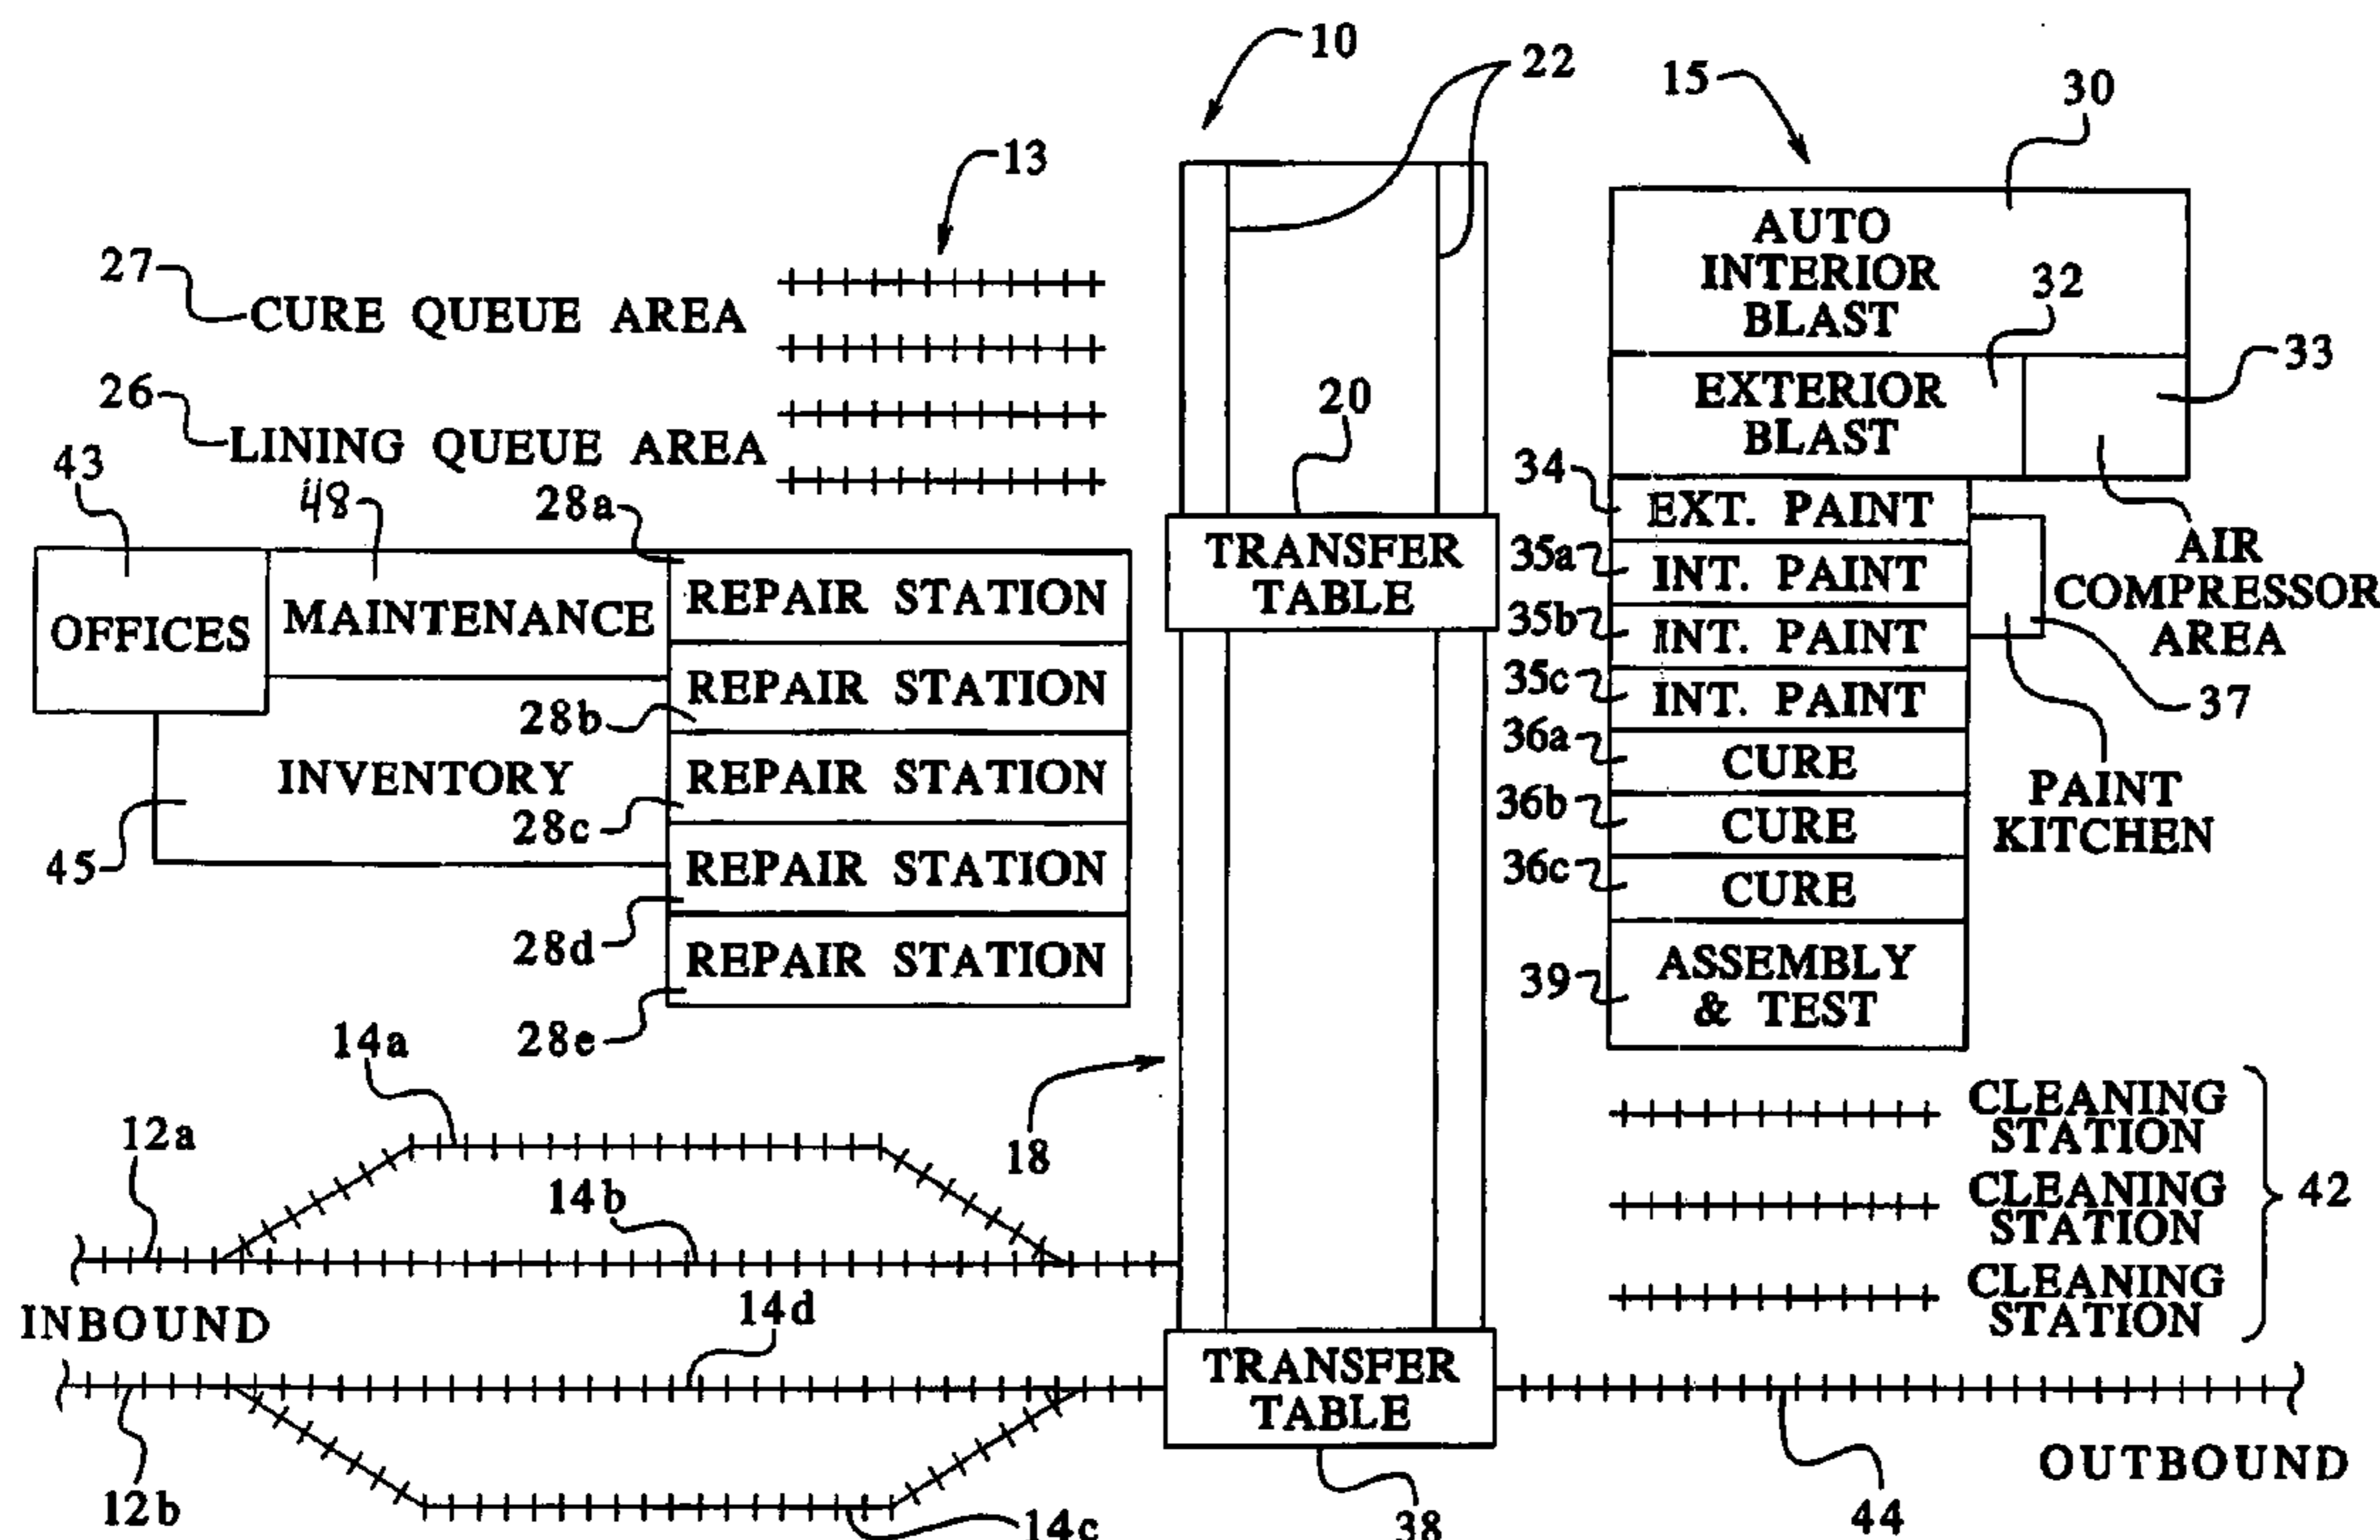 10
22
15
30
13
27
CURE QUEUE AREA
AUTO
INTERIOR
BLAST
32
33
26
LINING QUEUE AREA
20
EXTERIOR
BLAST
43
48
28a
34
EXT. PAINT
OFFICES
MAINTENANCE
REPAIR STATION
TRANSFER
TABLE
35a
INT. PAINT
AIR
COMPRESSOR
AREA
35b
INT. PAINT
28b
REPAIR STATION
35c
INT. PAINT
37
INVENTORY
REPAIR STATION
28c
36a
CURE
PAINT
KITCHEN
36b
CURE
45
REPAIR STATION
28d
36c
CURE
REPAIR STATION
28e
39
ASSEMBLY
& TEST
14a
18
CLEANING
STATION
12a
14b
CLEANING
STATION
42
INBOUND
14d
CLEANING
STATION
TRANSFER
TABLE
12b
14c
38
44
OUTBOUND